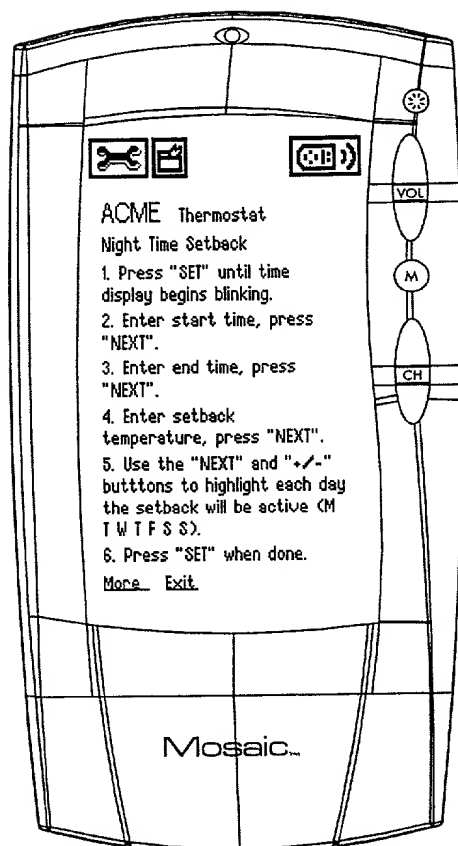 VOL
M
CH
ACME Thermostat
Night Time Setback
1. Press "SET" until time
display begins blinking.
2. Enter start time, press
"NEXT".
3. Enter end time, press
"NEXT".
4. Enter setback
temperature, press "NEXT".
5. Use the "NEXT" and "+/-"
butttons to highlight each day
the setback will be active (M
T W T F S S).
6. Press "SET" when done.
More Exit
Mosaic™